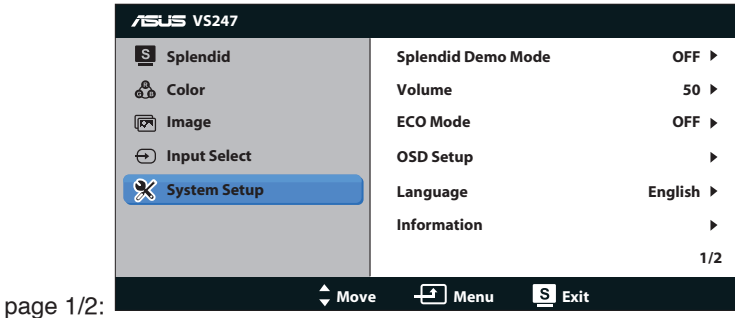 ASUS VS247
S Splendid
Splendid Demo Mode OFF
R G B Color
Volume 50
Image
ECO Mode OFF
Input Select
OSD Setup
System Setup
Language English
Information
1/2
page 1/2:
Move Menu S Exit